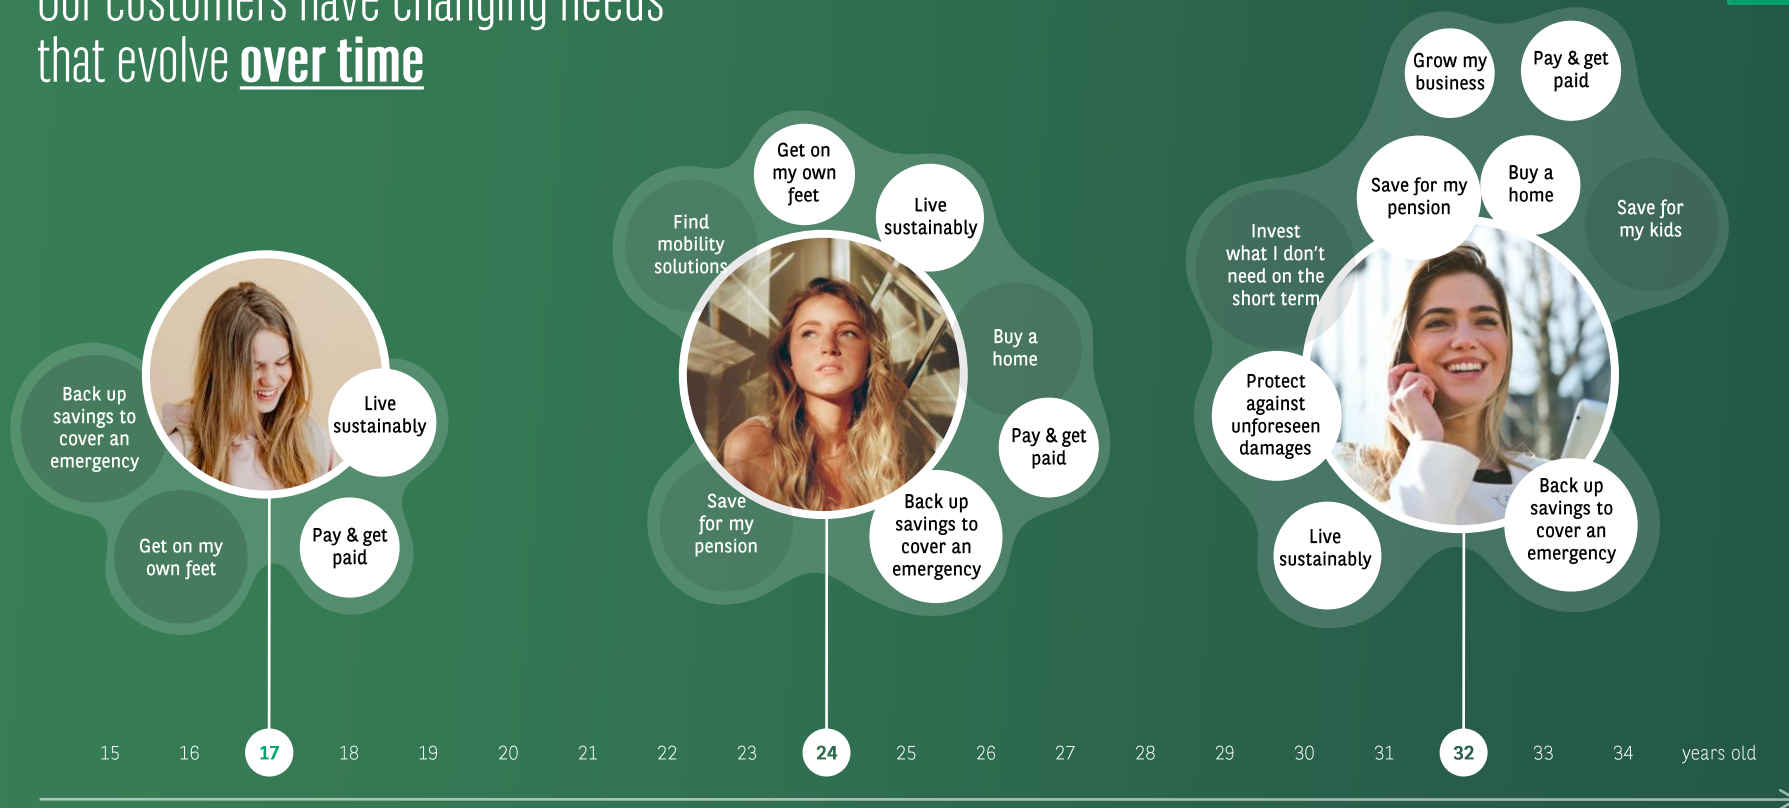 Our customers have changing needs
that evolve over time
Back up
savings to
cover an
emergency
Get on my
own feet
Live
sustainably
Pay & get
paid
Find
mobility
solutions
Get on
my own
feet
Live
sustainably
Buy a
home
Pay & get
paid
Back up
savings to
cover an
emergency
Save
for my
pension
Grow my
business
Pay & get
paid
Save for my
pension
Buy a
home
Save for
my kids
Invest
what I don't
need on the
short term
Protect
against
unforeseen
damages
Live
sustainably
Back up
savings to
cover an
emergency
15 16 17 18 19 20 21 22 23 24 25 26 27 28 29 30 31 32 33 34 years old